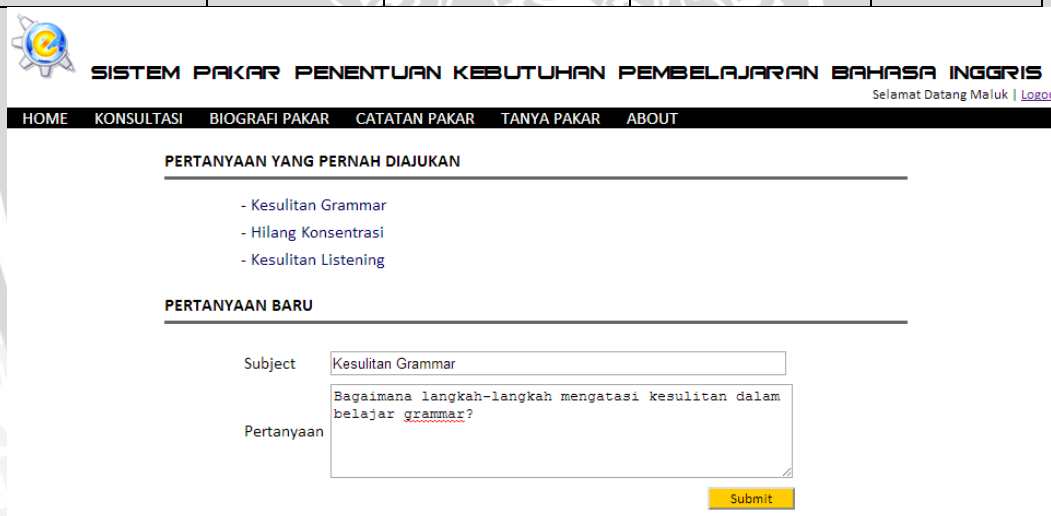 SISTEM PAKAR PENENTUAN KEBUTUHAN PEMBELAJARAN BAHASA INGGRIS
Selamat Datang Maluk | Logou
HOME KONSULTASI BIOGRAFI PAKAR CATATAN PAKAR TANYA PAKAR ABOUT
PERTANYAAN YANG PERNAH DIAJUKAN
- Kesulitan Grammar
- Hilang Konsentrasi
- Kesulitan Listening
PERTANYAAN BARU
Subject Kesulitan Grammar
Bagaimana langkah-langkah mengatasi kesulitan dalam
belajar grammar?
Pertanyaan
Submit